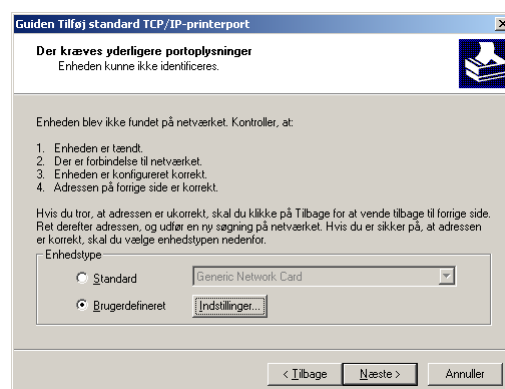 Guiden Tilføj standard TCP/IP-printerport
Der kræves yderligere portoplysninger
Enheden kunne ikke identificeres.
Enheden blev ikke fundet på netværket. Kontroller, at:
1. Enheden er tændt.
2. Der er forbindelse til netværket.
3. Enheden er konfigureret korrekt.
4. Adressen på forrige side er korrekt.
Hvis du tror, at adressen er ukorrekt, skal du klikke på Tilbage for at vende tilbage til forrige side.
Ret derefter adressen, og udfør en ny søgning på netværket. Hvis du er sikker på, at adressen
er korrekt, skal du vælge enhedstypen nedenfor.
Enhedstype
Standard
Generic Network Card
Brugerdefineret
Indstillinger...
< Tilbage
Næste >
Annuller